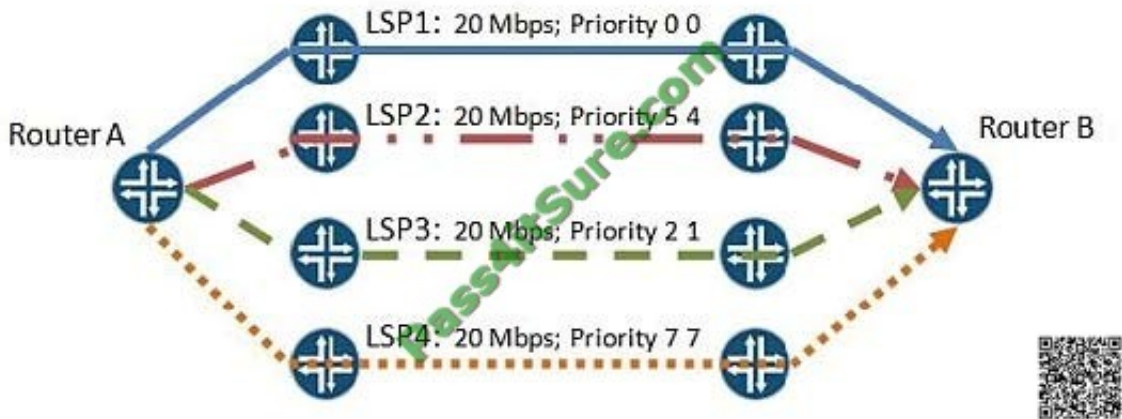 LSP1: 20 Mbps; Priority 0 0
LSP2: 20 Mbps; Priority 5 4
Router A
Router B
LSP3: 20 Mbps; Priority 2 1
LSP4: 20 Mbps; Priority 7 7
Pass4itSure.com